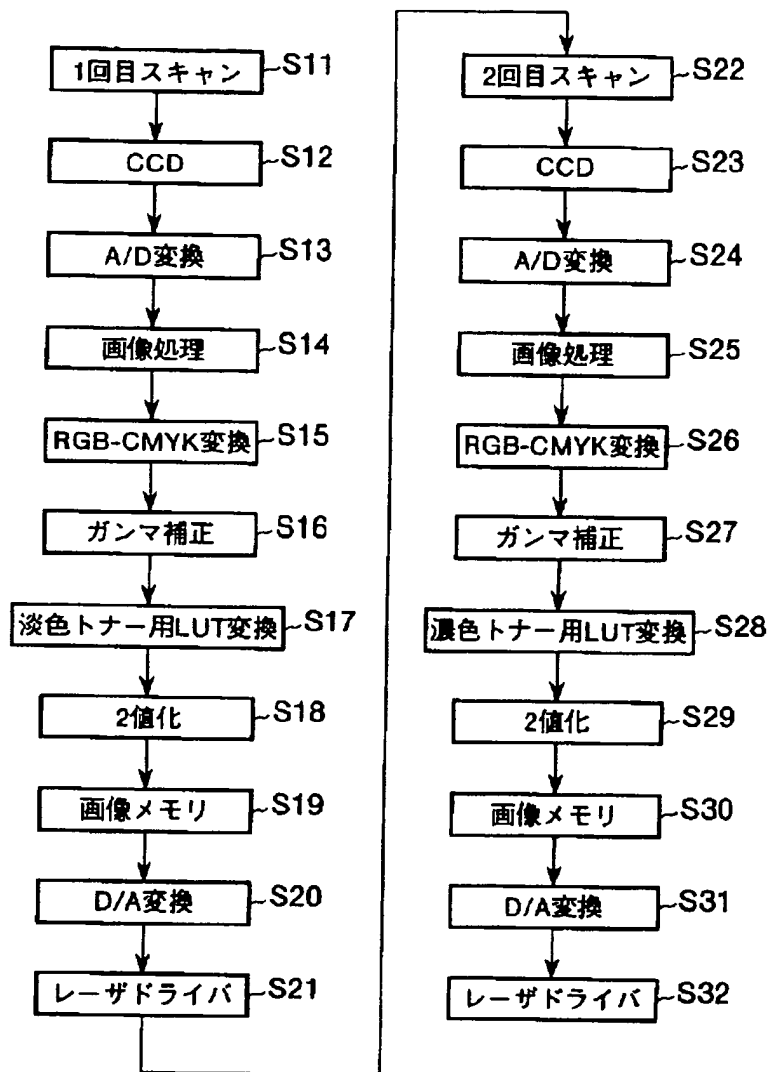 1回目スキャン S11
CCD S12
A/D変換 S13
画像処理 S14
RGB-CMYK変換 S15
ガンマ補正 S16
淡色トナー用LUT変換 S17
2値化 S18
画像メモリ S19
D/A変換 S20
レーザドライバ S21
2回目スキャン S22
CCD S23
A/D変換 S24
画像処理 S25
RGB-CMYK変換 S26
ガンマ補正 S27
濃色トナー用LUT変換 S28
2値化 S29
画像メモリ S30
D/A変換 S31
レーザドライバ S32